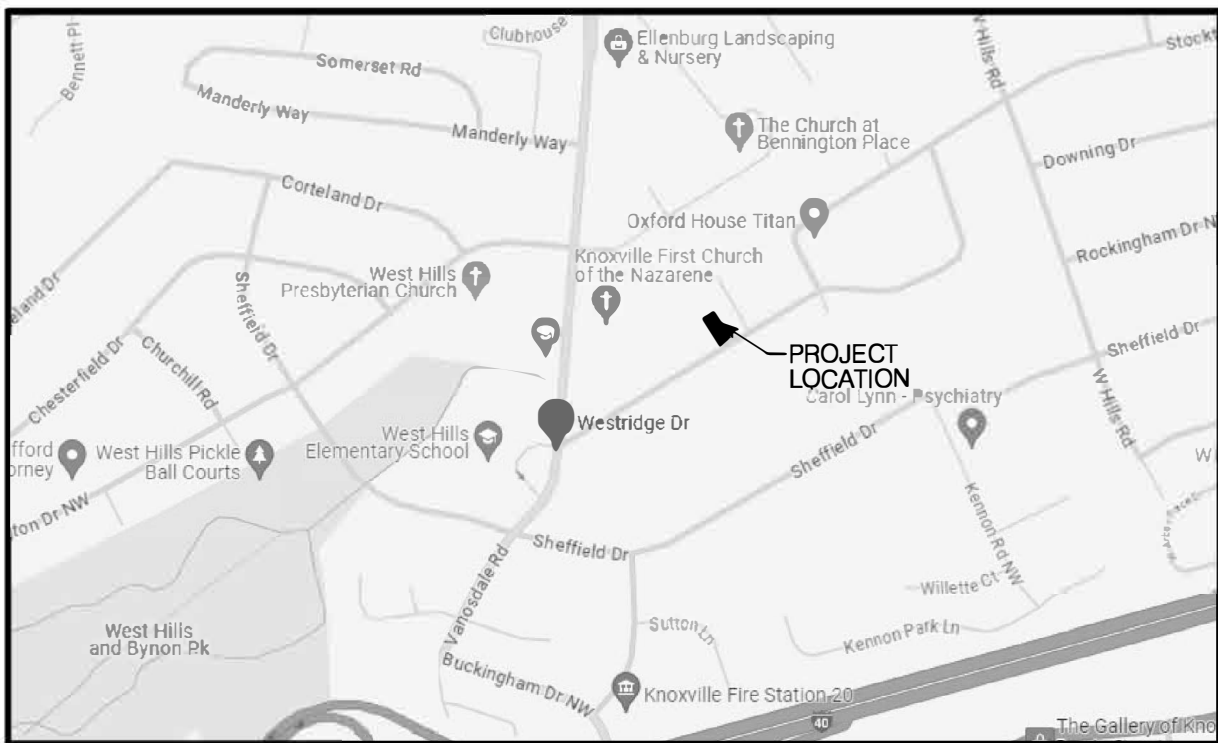 Bennett Pl
Clubhouse
Ellenburg Landscaping
& Nursery
W Hills Rd
Stockt
Somerset Rd
Manderly Way
Manderly Way
The Church at
Bennington Place
Downing Dr
Corteland Dr
Oxford House Titan
Rockingham Dr N
Knoxville First Church
of the Nazarene
West Hills
Presbyterian Church
eland Dr
Sheffield Dr
Chesterfield Dr
Churchill Rd
PROJECT
LOCATION
Sheffield Dr
Carol Lynn - Psychiatry
W Hills Rd
Westridge Dr
West Hills
Elementary School
Sheffield Dr
fford
orney
West Hills Pickle
Ball Courts
W
ton Dr NW
Kennon Rd NW
Sheffield Dr
Vanosdale Rd
Willette Ct
West Hills
and Bynon Pk
Sutton Ln
Kennon Park Ln
Buckingham Dr NW
Knoxville Fire Station 20
40
The Gallery of Kno